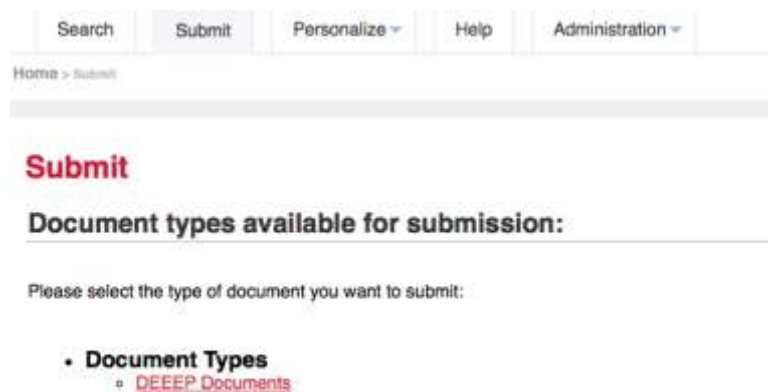 Search Submit Personalize Help Administration
Home > Submit
Submit
Document types available for submission:
Please select the type of document you want to submit:
Document Types
DEEEP Documents